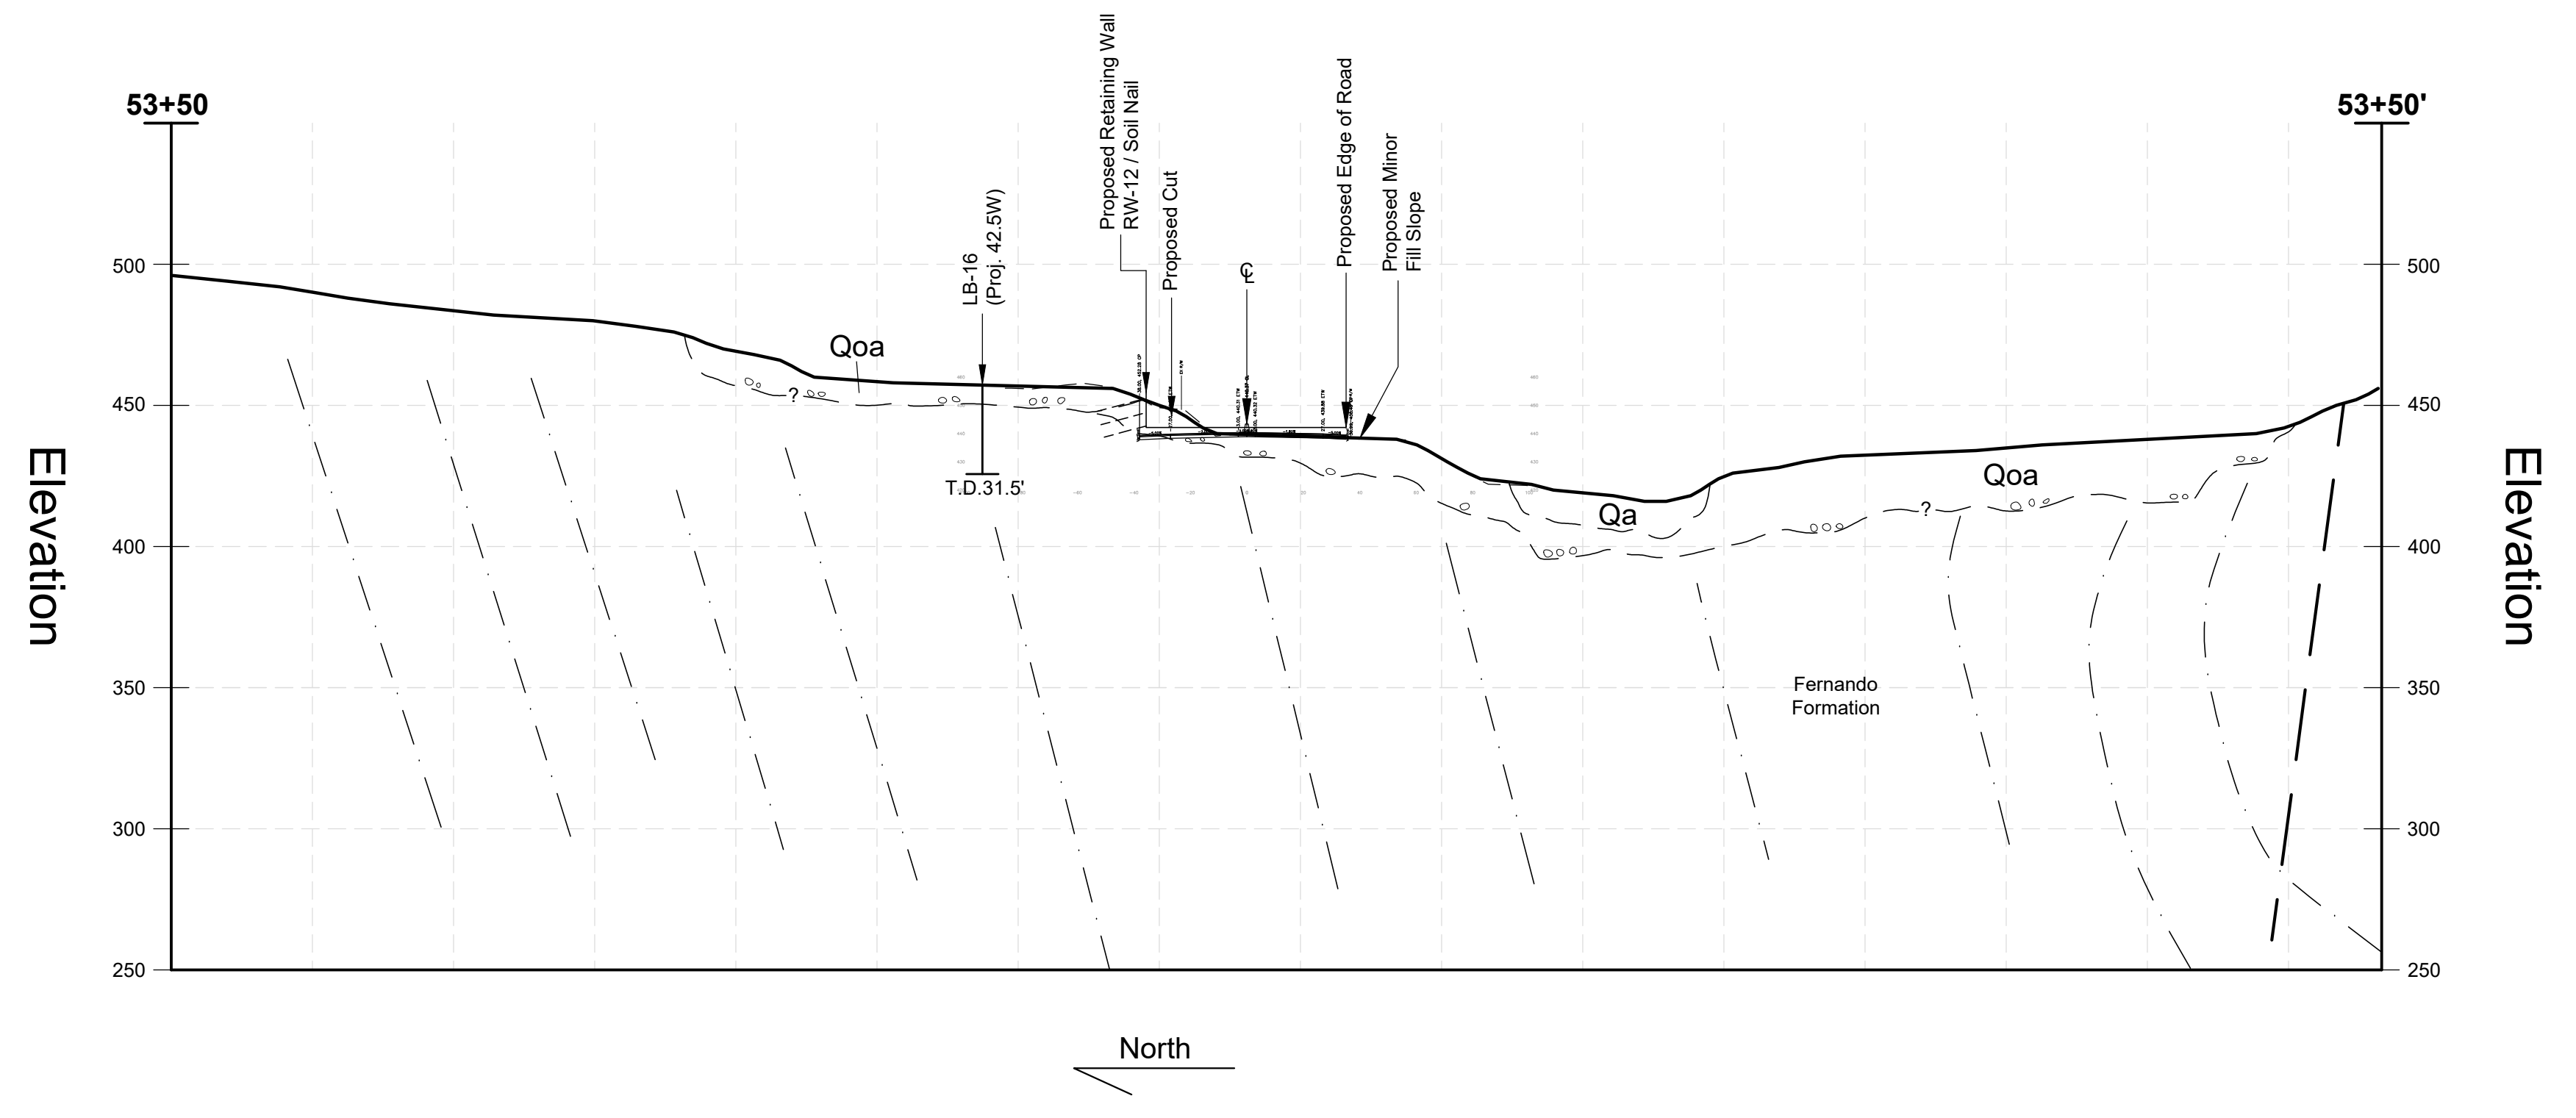 53+50
53+50'
Proposed Retaining Wall
RW-12 / Soil Nail
Proposed Cut
Proposed Edge of Road
Proposed Minor
Fill Slope
LB-16
(Proj. 42.5W)
℄
500
500
Qoa
450
?
450
Elevation
T.D.31.5'
Qoa
Elevation
Qa
?
400
400
350
Fernando
Formation
350
300
300
250
250
North